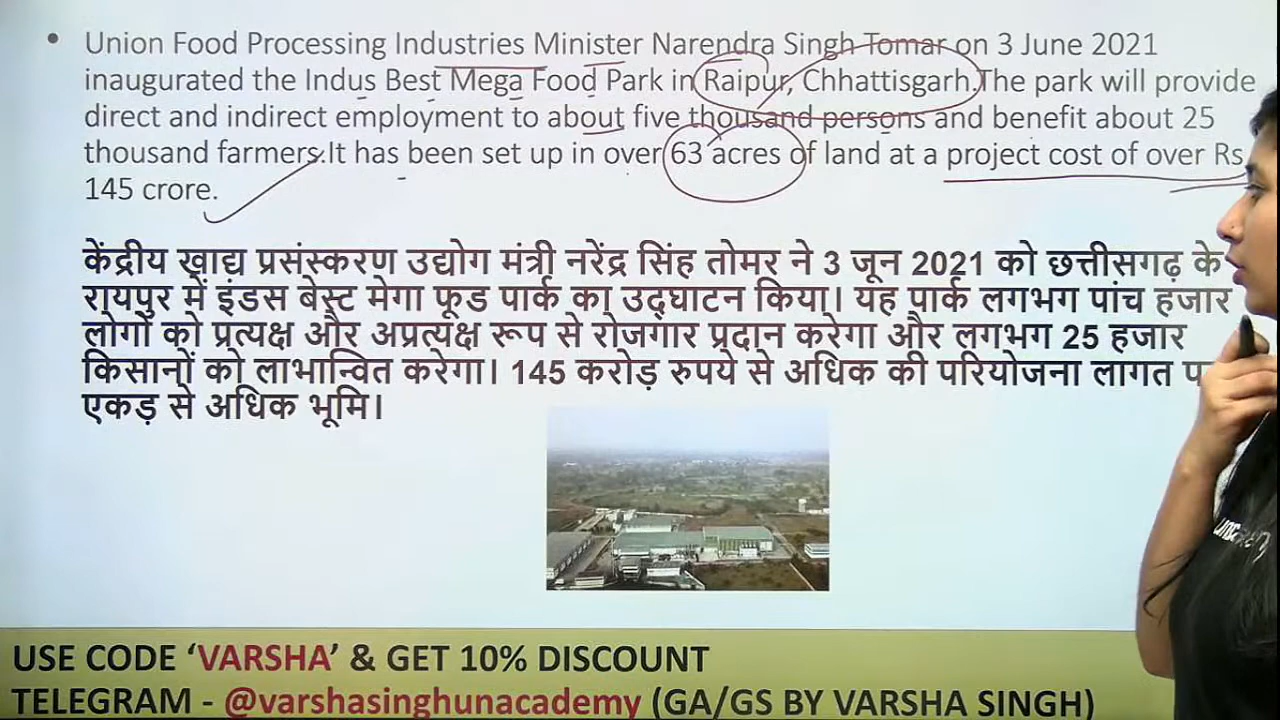 • Union Food Processing Industries Minister Narendra Singh Tomar on 3 June 2021
inaugurated the Indus Best Mega Food Park in Raipur, Chhattisgarh.The park will provide
direct and indirect employment to about five thousand persons and benefit about 25
thousand farmers.It has been set up in over 63 acres of land at a project cost of over Rs
145 crore.
केंद्रीय खाद्य प्रसंस्करण उद्योग मंत्री नरेंद्र सिंह तोमर ने 3 जून 2021 को छत्तीसगढ़ के
रायपुर में इंडस बेस्ट मेगा फूड पार्क का उद्घाटन किया। यह पार्क लगभग पांच हजार
लोगों को प्रत्यक्ष और अप्रत्यक्ष रूप से रोजगार प्रदान करेगा और लगभग 25 हजार
किसानों को लाभान्वित करेगा। 145 करोड़ रुपये से अधिक की परियोजना लागत
एकड़ से अधिक भूमि।
USE CODE ‘VARSHA’ & GET 10% DISCOUNT
TELEGRAM - @varshasinghunacademy (GA/GS BY VARSHA SINGH)